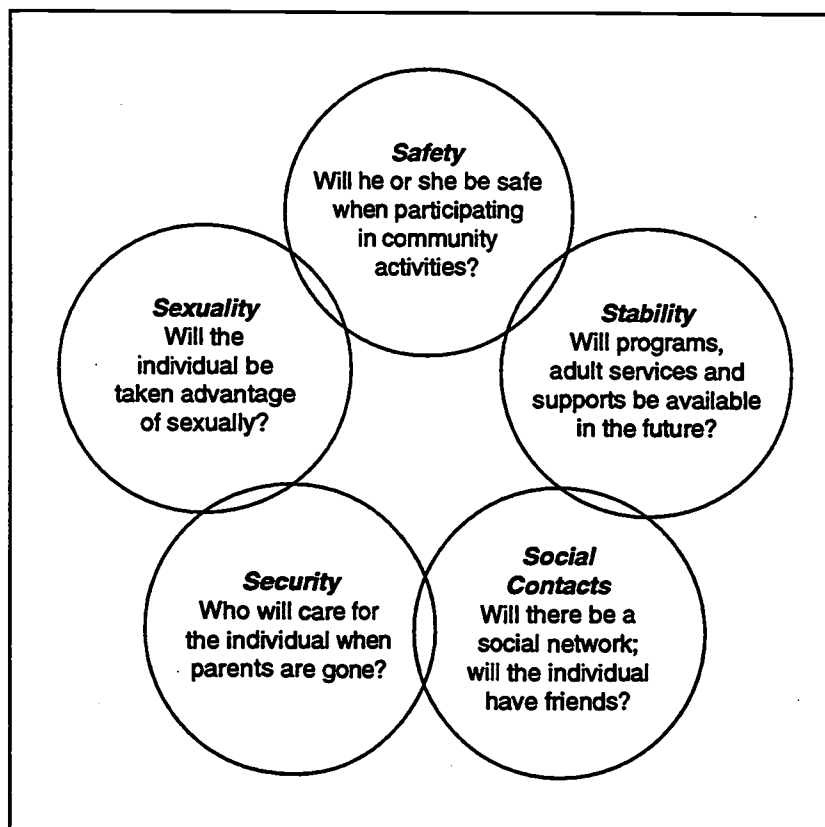 Safety
Will he or she be safe
when participating
in community
activities?
Sexuality
Will the
individual be
taken advantage
of sexually?
Stability
Will programs,
adult services and
supports be available
in the future?
Security
Who will care for
the individual when
parents are gone?
Social
Contacts
Will there be a
social network;
will the individual
have friends?